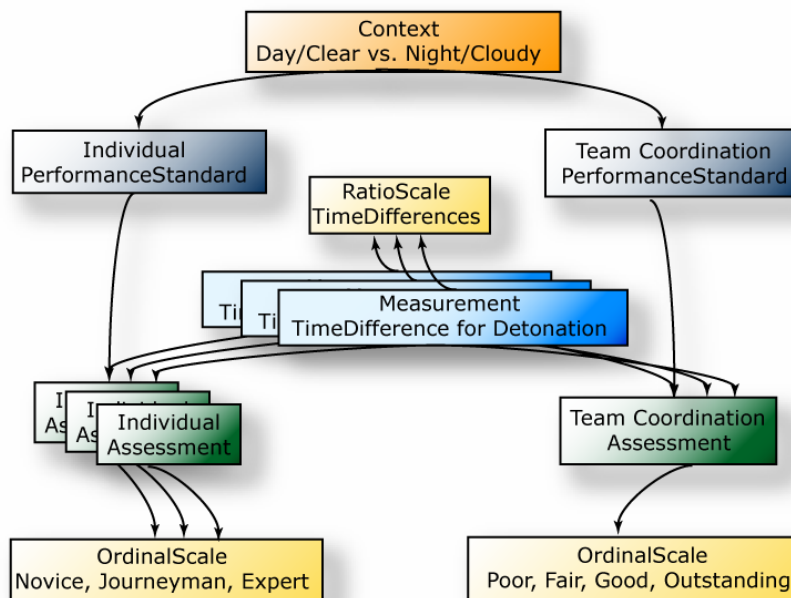 Context
Day/Clear vs. Night/Cloudy
Individual
PerformanceStandard
Team Coordination
PerformanceStandard
RatioScale
TimeDifferences
Measurement
TimeDifference for Detonation
Individual
Assessment
Team Coordination
Assessment
OrdinalScale
Novice, Journeyman, Expert
OrdinalScale
Poor, Fair, Good, Outstanding